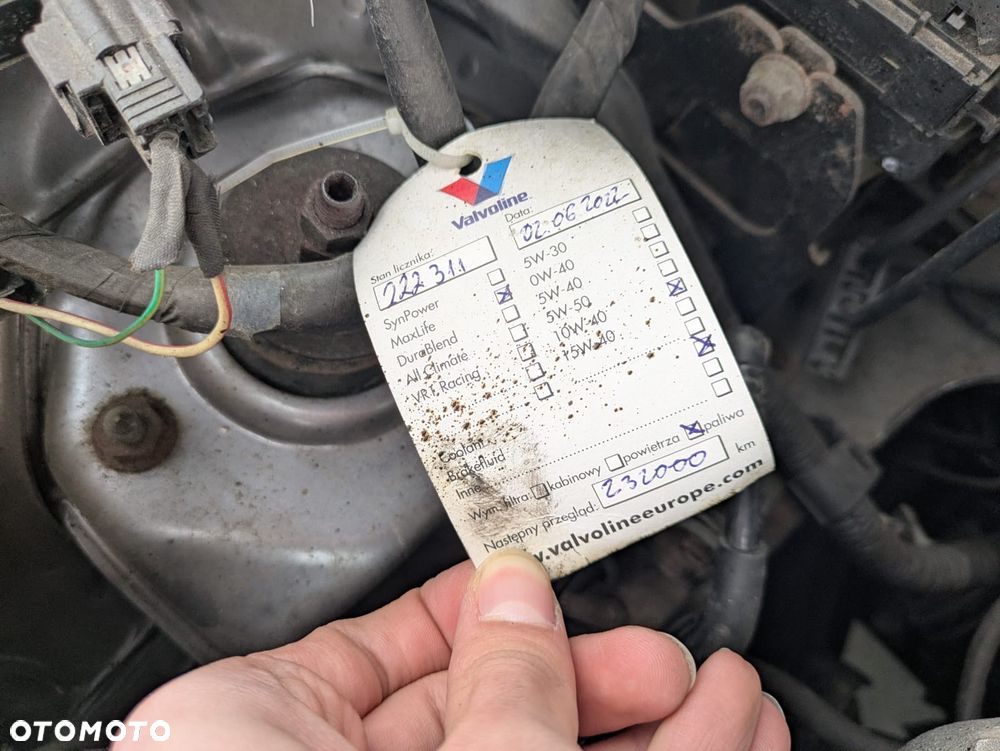 Valvoline
Stan licznika: Data:
222 311 02.06 2022
SynPower 5W-30
MaxLife 0W-40
DuraBlend 5W-40
All Climate 5W-50
VR1 Racing 10W-40
15W-40
Coolant
Brakefluid
Inne
Wym. filtra: kabinowy powietrza paliwa
Następny przegląd: 232000 km
w.valvolineeurope.com
OTOMOTO